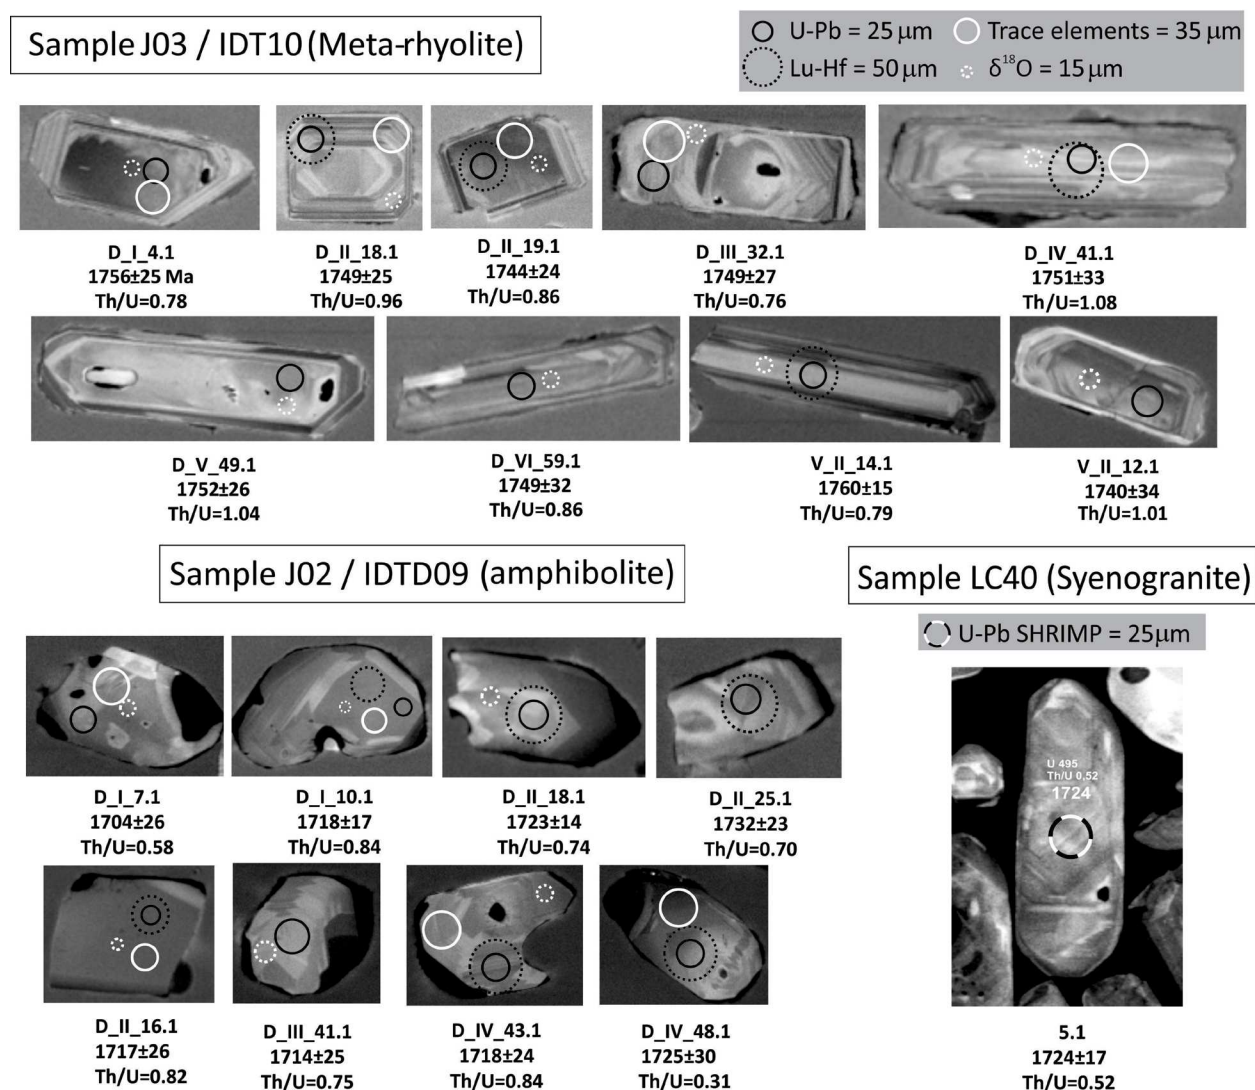 Sample J03 / IDT10 (Meta-rhyolite)
U-Pb = 25 µm
Trace elements = 35 µm
Lu-Hf = 50 µm
δ18O = 15 µm
D_I_4.1
1756±25 Ma
Th/U=0.78
D_II_18.1
1749±25
Th/U=0.96
D_II_19.1
1744±24
Th/U=0.86
D_III_32.1
1749±27
Th/U=0.76
D_IV_41.1
1751±33
Th/U=1.08
D_V_49.1
1752±26
Th/U=1.04
D_VI_59.1
1749±32
Th/U=0.86
V_II_14.1
1760±15
Th/U=0.79
V_II_12.1
1740±34
Th/U=1.01
Sample J02 / IDTD09 (amphibolite)
Sample LC40 (Syenogranite)
U-Pb SHRIMP = 25µm
D_I_7.1
1704±26
Th/U=0.58
D_I_10.1
1718±17
Th/U=0.84
D_II_18.1
1723±14
Th/U=0.74
D_II_25.1
1732±23
Th/U=0.70
U 495
Th/U 0,52
1724
D_II_16.1
1717±26
Th/U=0.82
D_III_41.1
1714±25
Th/U=0.75
D_IV_43.1
1718±24
Th/U=0.84
D_IV_48.1
1725±30
Th/U=0.31
5.1
1724±17
Th/U=0.52